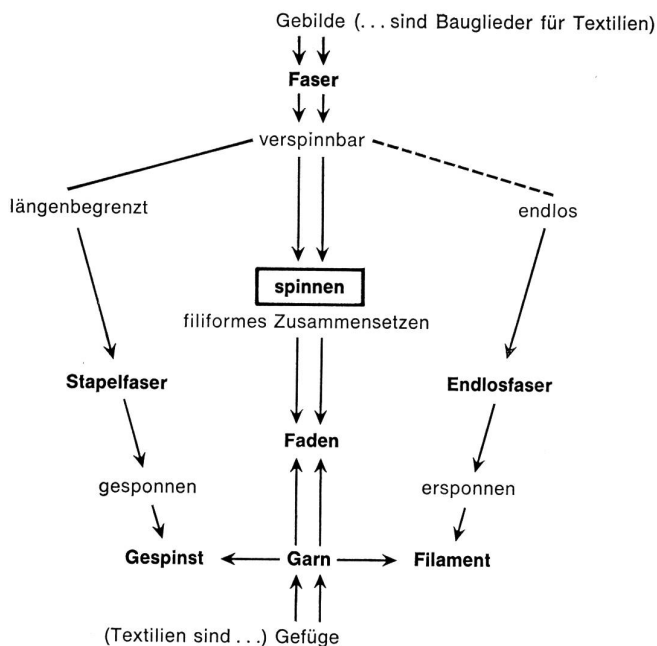 Gebilde (... sind Bauglieder für Textilien)
Faser
verspinnbar
längenbegrenzt
endlos
spinnen
filiformes Zusammensetzen
Stapelfaser
Endlosfaser
Faden
gesponnen
ersponnen
Gespinst
Garn
Filament
(Textilien sind ...) Gefüge